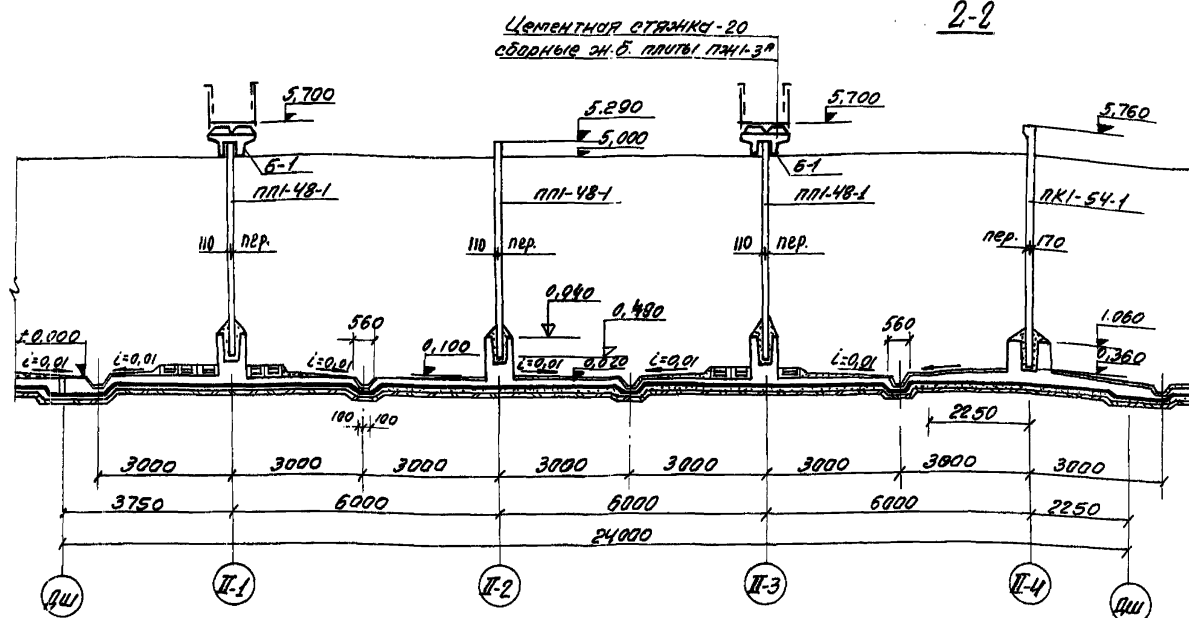 2-2
Цементная стяжка-20
сборные ж.б. плиты ПЖ1-3ᴬ
5,700
5.290
5,000
5,700
5,760
Б-1
Б-1
ПП1-48-1
ПП1-48-1
ПП1-48-1
ПК1-54-1
110 пер.
110 пер.
110 пер.
пер. 170
0,940
0,490
±0.000
560
560
1.060
0,100
0,020
0,360
i=0,01
i=0,01
i=0,01
i=0,01
i=0,01
i=0,01
100 100
2250
3000 3000 3000 3000 3000 3000 3000 3000
3750 6000 6000 6000 2250
24000
ДШ II-1 II-2 II-3 II-4 ДШ